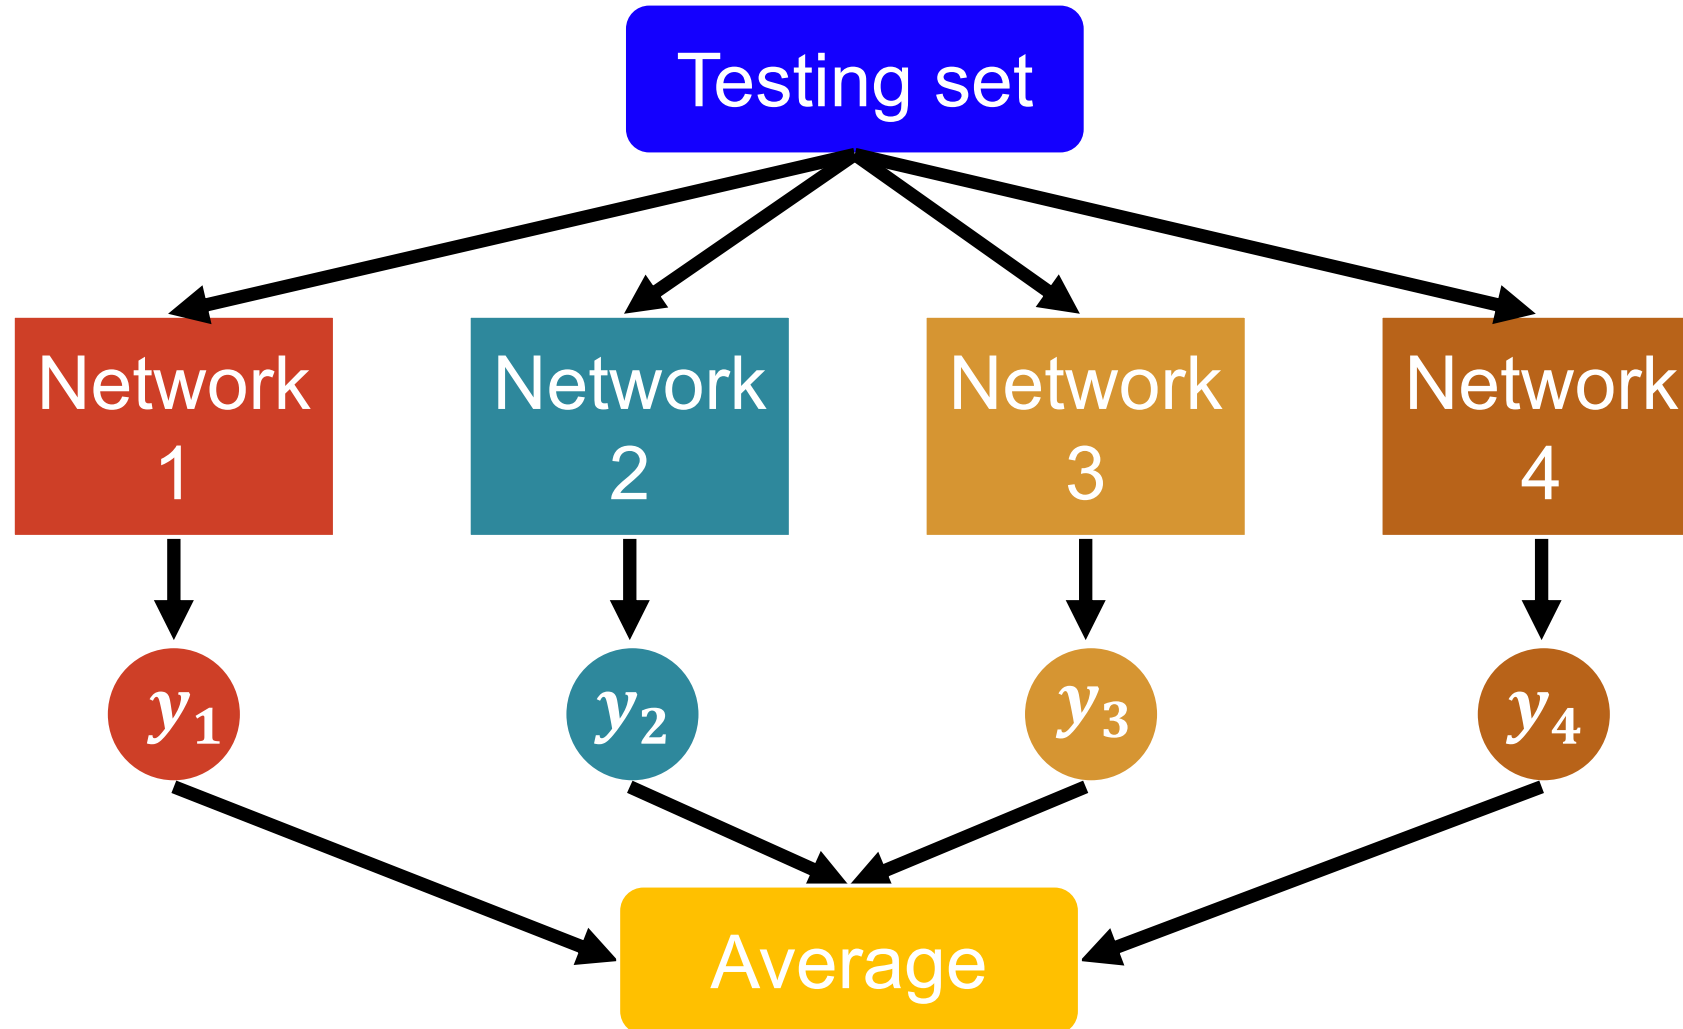 Testing set
Network
1
Network
2
Network
3
Network
4
y₁
y₂
y₃
y₄
Average